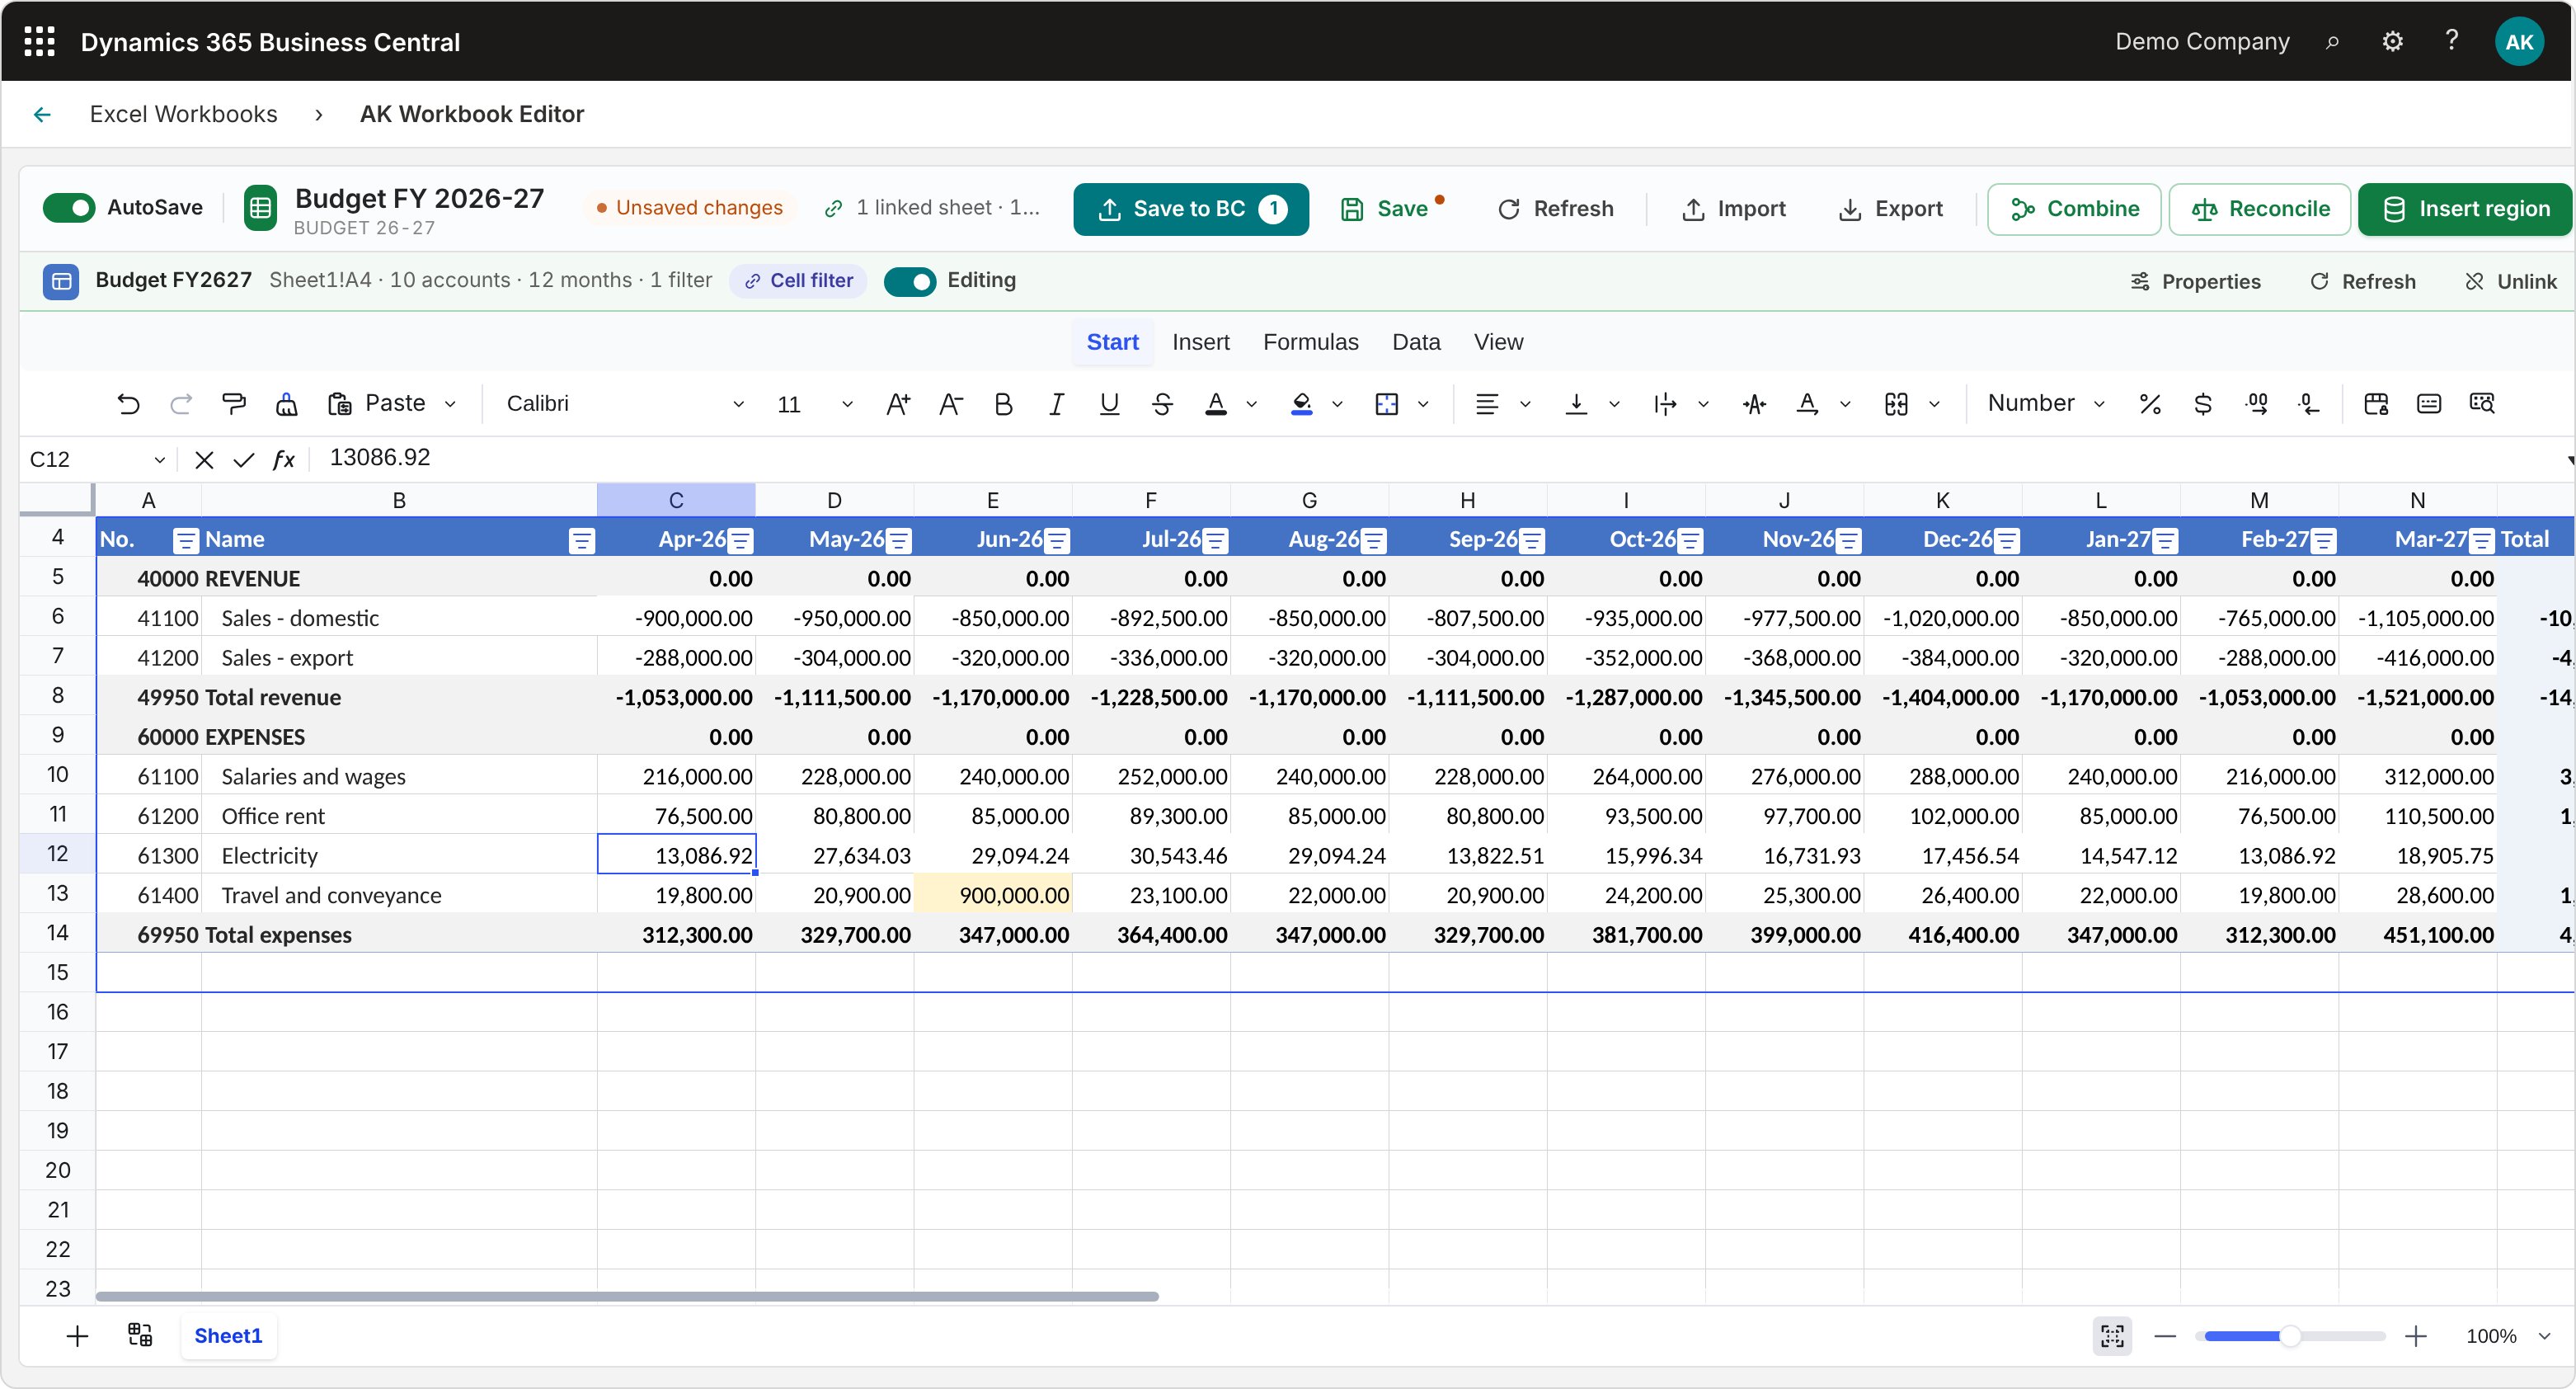 Dynamics 365 Business Central Demo Company ? AK
Excel Workbooks › AK Workbook Editor
AutoSave Budget FY 2026-27 Unsaved changes 1 linked sheet · 1... Save to BC 1 Save Refresh Import Export Combine Reconcile Insert region
BUDGET 26-27
Budget FY2627 Sheet1!A4 · 10 accounts · 12 months · 1 filter Cell filter Editing Properties Refresh Unlink
Start Insert Formulas Data View
Paste Calibri 11 A+ A- B I U S A A A Number % $ .00 .0
C12 fx 13086.92
A B C D E F G H I J K L M N
4 No. Name Apr-26 May-26 Jun-26 Jul-26 Aug-26 Sep-26 Oct-26 Nov-26 Dec-26 Jan-27 Feb-27 Mar-27 Total
5 40000 REVENUE 0.00 0.00 0.00 0.00 0.00 0.00 0.00 0.00 0.00 0.00 0.00 0.00
6 41100 Sales - domestic -900,000.00 -950,000.00 -850,000.00 -892,500.00 -850,000.00 -807,500.00 -935,000.00 -977,500.00 -1,020,000.00 -850,000.00 -765,000.00 -1,105,000.00 -10,
7 41200 Sales - export -288,000.00 -304,000.00 -320,000.00 -336,000.00 -320,000.00 -304,000.00 -352,000.00 -368,000.00 -384,000.00 -320,000.00 -288,000.00 -416,000.00 -4,
8 49950 Total revenue -1,053,000.00 -1,111,500.00 -1,170,000.00 -1,228,500.00 -1,170,000.00 -1,111,500.00 -1,287,000.00 -1,345,500.00 -1,404,000.00 -1,170,000.00 -1,053,000.00 -1,521,000.00 -14,
9 60000 EXPENSES 0.00 0.00 0.00 0.00 0.00 0.00 0.00 0.00 0.00 0.00 0.00 0.00
10 61100 Salaries and wages 216,000.00 228,000.00 240,000.00 252,000.00 240,000.00 228,000.00 264,000.00 276,000.00 288,000.00 240,000.00 216,000.00 312,000.00 3,
11 61200 Office rent 76,500.00 80,800.00 85,000.00 89,300.00 85,000.00 80,800.00 93,500.00 97,700.00 102,000.00 85,000.00 76,500.00 110,500.00 1,
12 61300 Electricity 13,086.92 27,634.03 29,094.24 30,543.46 29,094.24 13,822.51 15,996.34 16,731.93 17,456.54 14,547.12 13,086.92 18,905.75
13 61400 Travel and conveyance 19,800.00 20,900.00 900,000.00 23,100.00 22,000.00 20,900.00 24,200.00 25,300.00 26,400.00 22,000.00 19,800.00 28,600.00 1,
14 69950 Total expenses 312,300.00 329,700.00 347,000.00 364,400.00 347,000.00 329,700.00 381,700.00 399,000.00 416,400.00 347,000.00 312,300.00 451,100.00 4,
15
16
17
18
19
20
21
22
23
Sheet1 100%